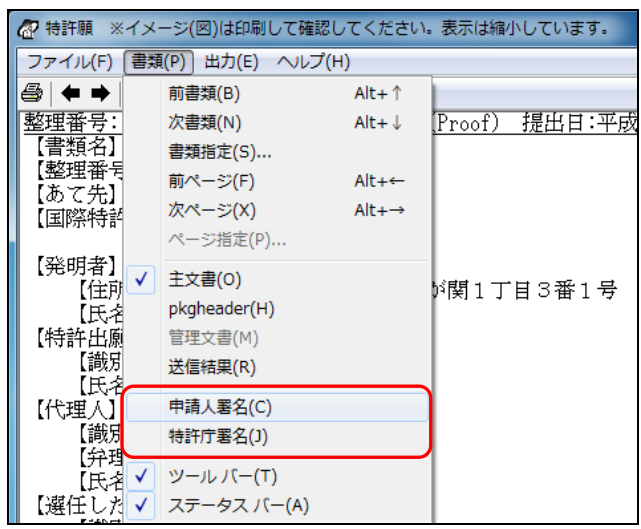 特許願 ※イメージ(図)は印刷して確認してください。表示は縮小しています。
ファイル(F) 書類(P) 出力(E) ヘルプ(H)
前書類(B) Alt+↑
次書類(N) Alt+↓
書類指定(S)...
前ページ(F) Alt+←
次ページ(X) Alt+→
ページ指定(P)...
主文書(O)
pkgheader(H)
管理文書(M)
送信結果(R)
申請人署名(C)
特許庁署名(J)
ツール バー(T)
ステータス バー(A)
整理番号: (Proof) 提出日:平成
【書類名】
【整理番号
【あて先】
【国際特許
【発明者】
【住所 が関1丁目3番1号
【氏名
【特許出願
【識別
【氏名
【代理人】
【識別
【弁理
【氏名
【選任した